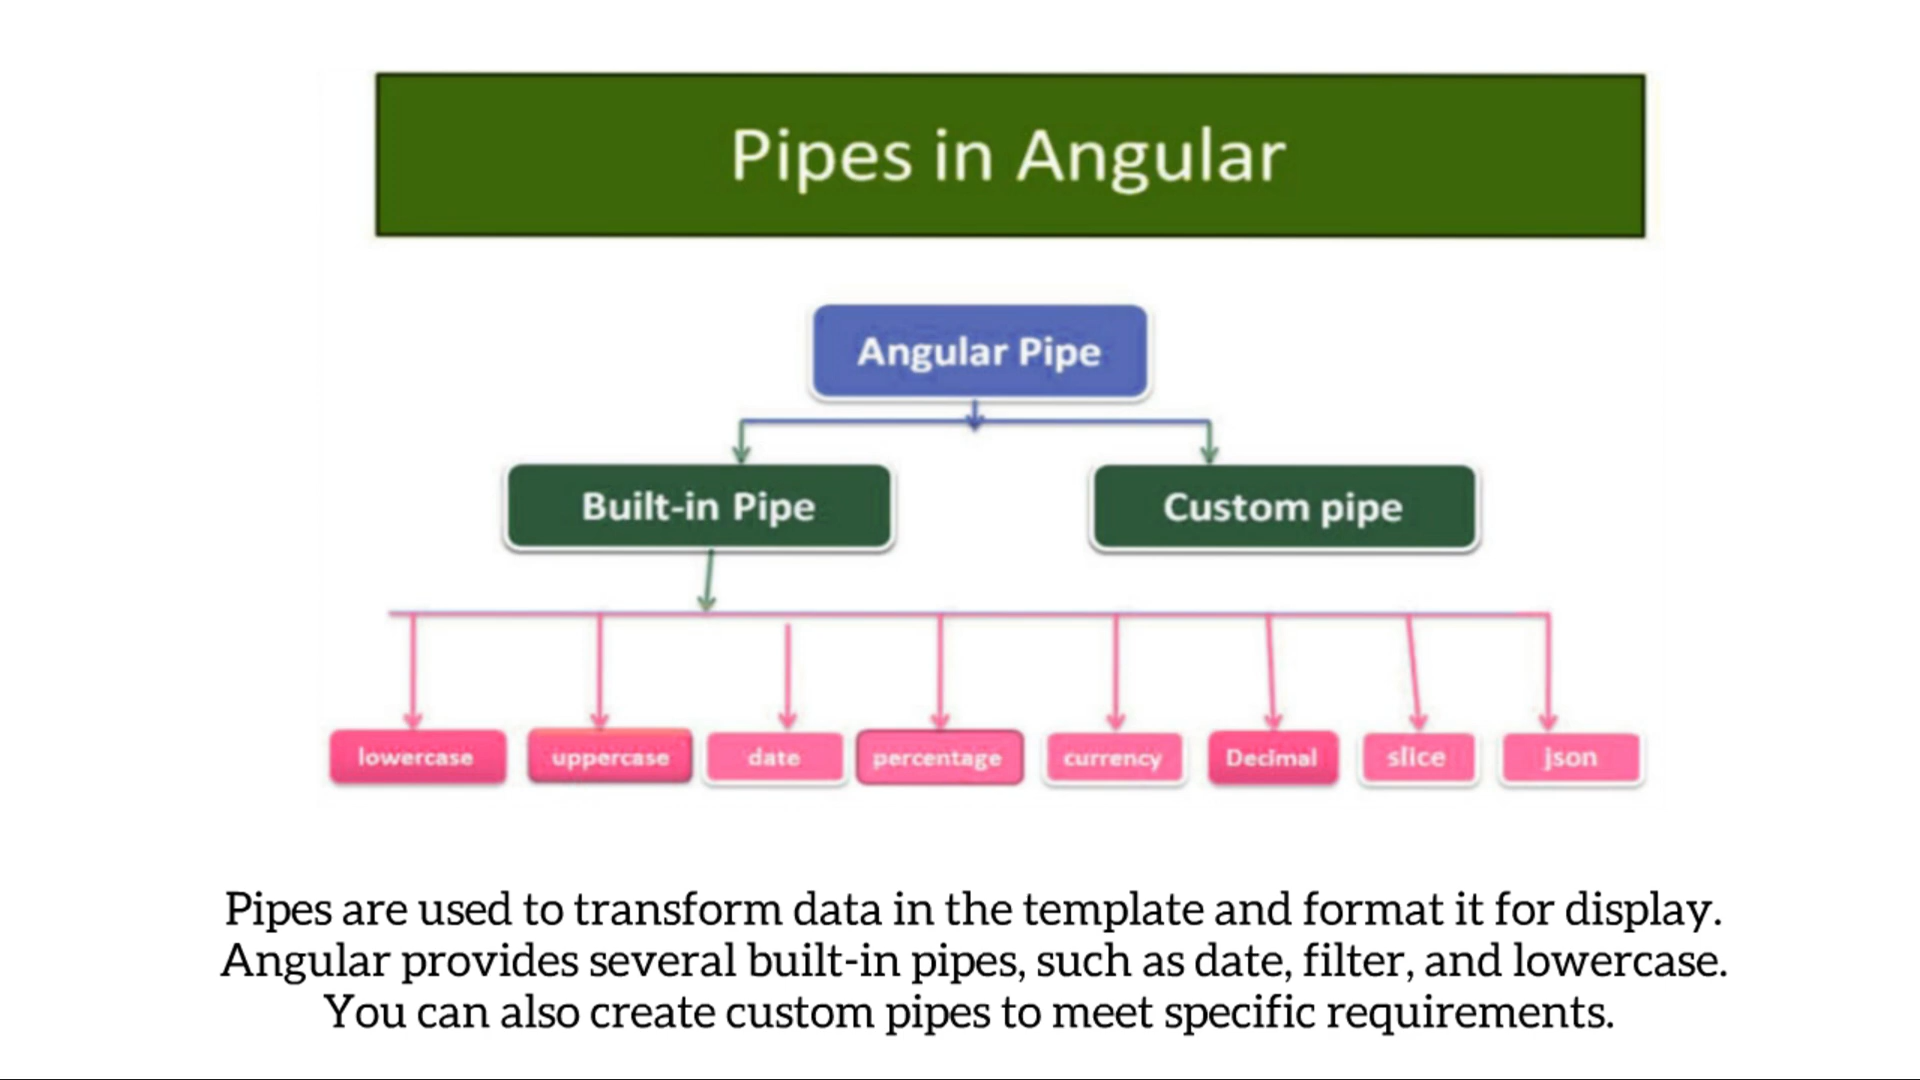 Pipes in Angular
Angular Pipe
Built-in Pipe
Custom pipe
lowercase
uppercase
date
percentage
currency
Decimal
slice
json
Pipes are used to transform data in the template and format it for display.
Angular provides several built-in pipes, such as date, filter, and lowercase.
You can also create custom pipes to meet specific requirements.